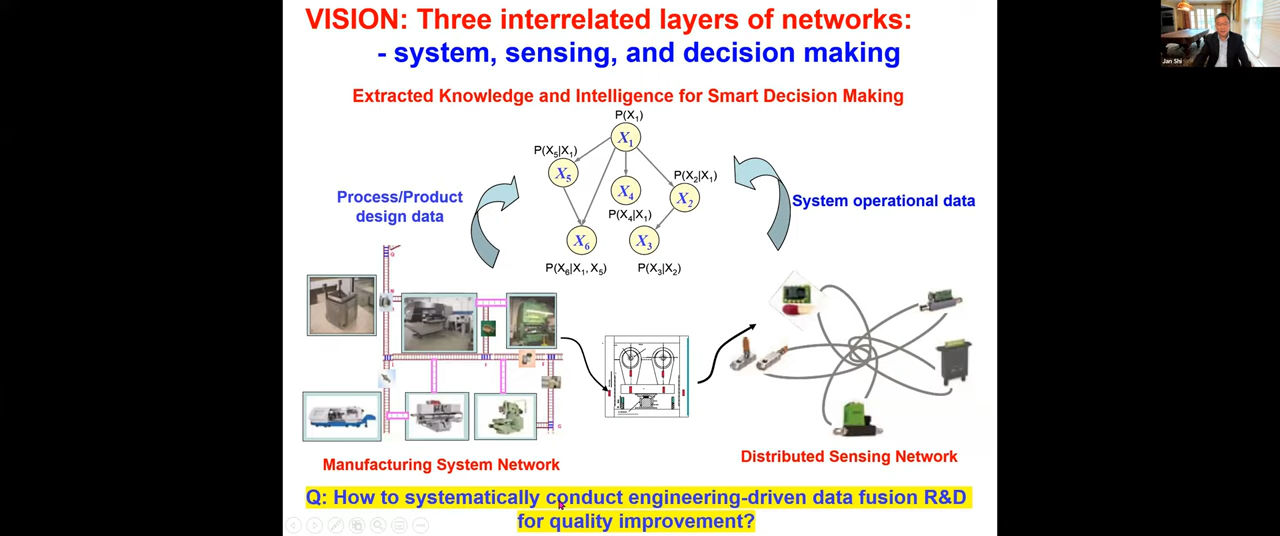 VISION: Three interrelated layers of networks:
- system, sensing, and decision making
Jan Shi
Extracted Knowledge and Intelligence for Smart Decision Making
P(X₁)
X₁
P(X₅|X₁)
X₅
P(X₂|X₁)
X₄
X₂
P(X₄|X₁)
X₆
X₃
P(X₆|X₁, X₅)
P(X₃|X₂)
Process/Product
design data
System operational data
Manufacturing System Network
Distributed Sensing Network
Q: How to systematically conduct engineering-driven data fusion R&D
for quality improvement?